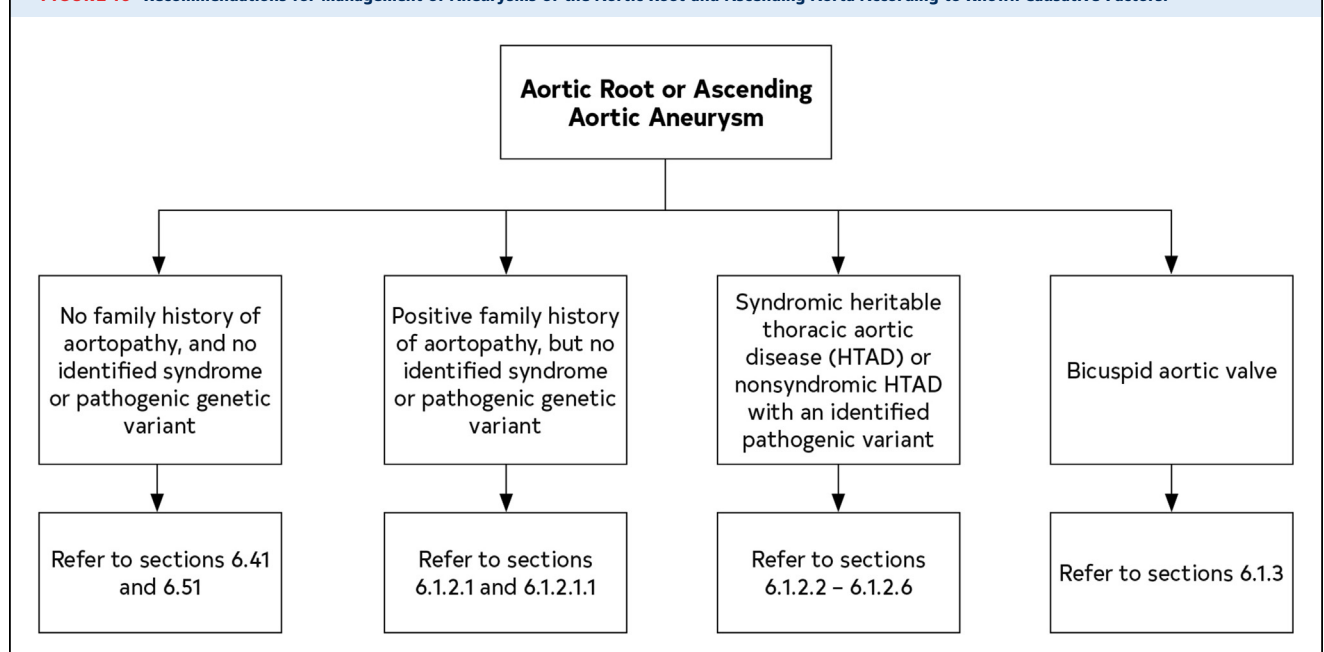 Aortic Root or Ascending
Aortic Aneurysm
No family history of
aortopathy, and no
identified syndrome
or pathogenic genetic
variant
Positive family history
of aortopathy, but no
identified syndrome
or pathogenic genetic
variant
Syndromic heritable
thoracic aortic
disease (HTAD) or
nonsyndromic HTAD
with an identified
pathogenic variant
Bicuspid aortic valve
Refer to sections 6.41
and 6.51
Refer to sections
6.1.2.1 and 6.1.2.1.1
Refer to sections
6.1.2.2 – 6.1.2.6
Refer to sections 6.1.3